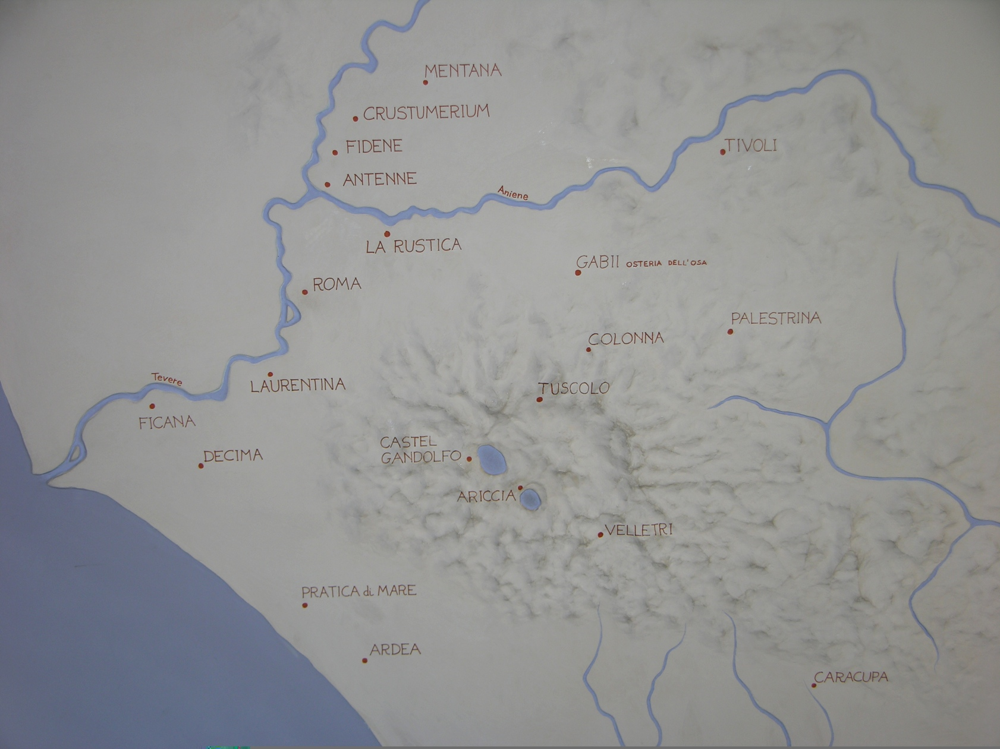 MENTANA
CRUSTUMERIUM
FIDENE
TIVOLI
ANTENNE
Aniene
LA RUSTICA
GABII OSTERIA DELL'OSA
ROMA
PALESTRINA
COLONNA
Tevere
LAURENTINA
TUSCOLO
FICANA
CASTEL
GANDOLFO
DECIMA
ARICCIA
VELLETRI
PRATICA di MARE
ARDEA
CARACUPA